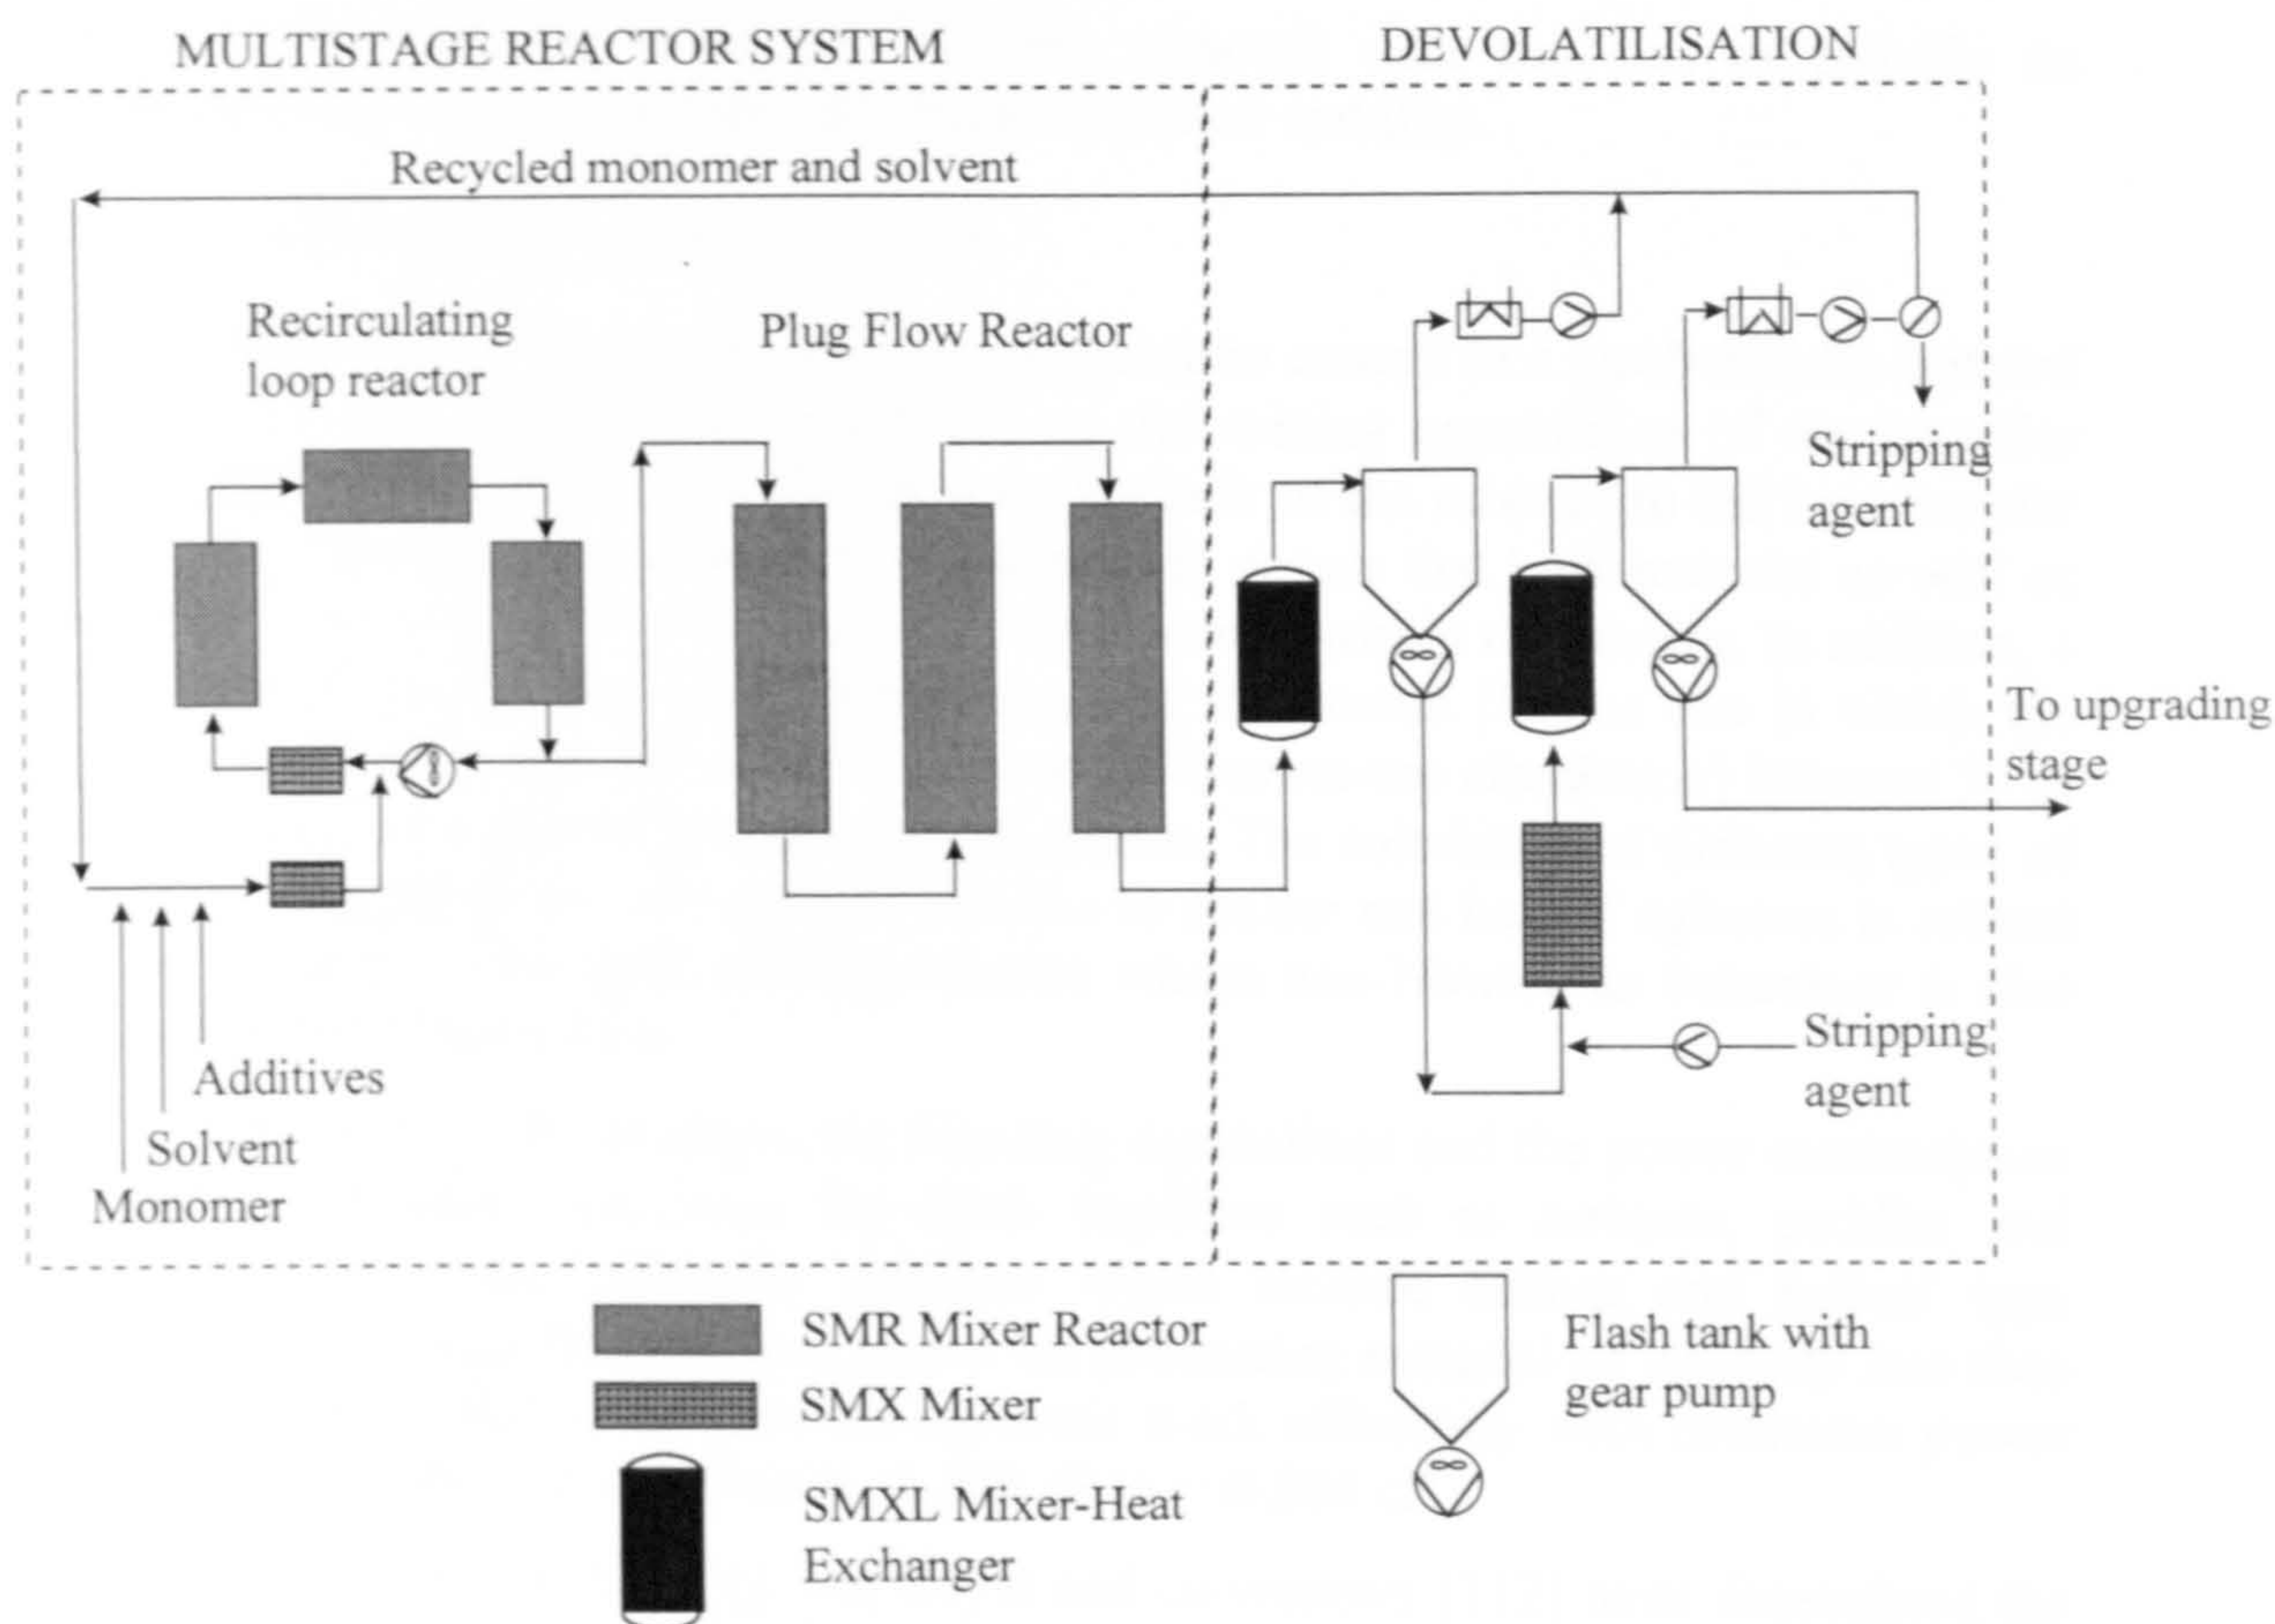 MULTISTAGE REACTOR SYSTEM
DEVOLATILISATION
Recycled monomer and solvent
Recirculating
loop reactor
Plug Flow Reactor
Stripping
agent
To upgrading
stage
Stripping
agent
Additives
Solvent
Monomer
SMR Mixer Reactor
SMX Mixer
SMXL Mixer-Heat
Exchanger
Flash tank with
gear pump